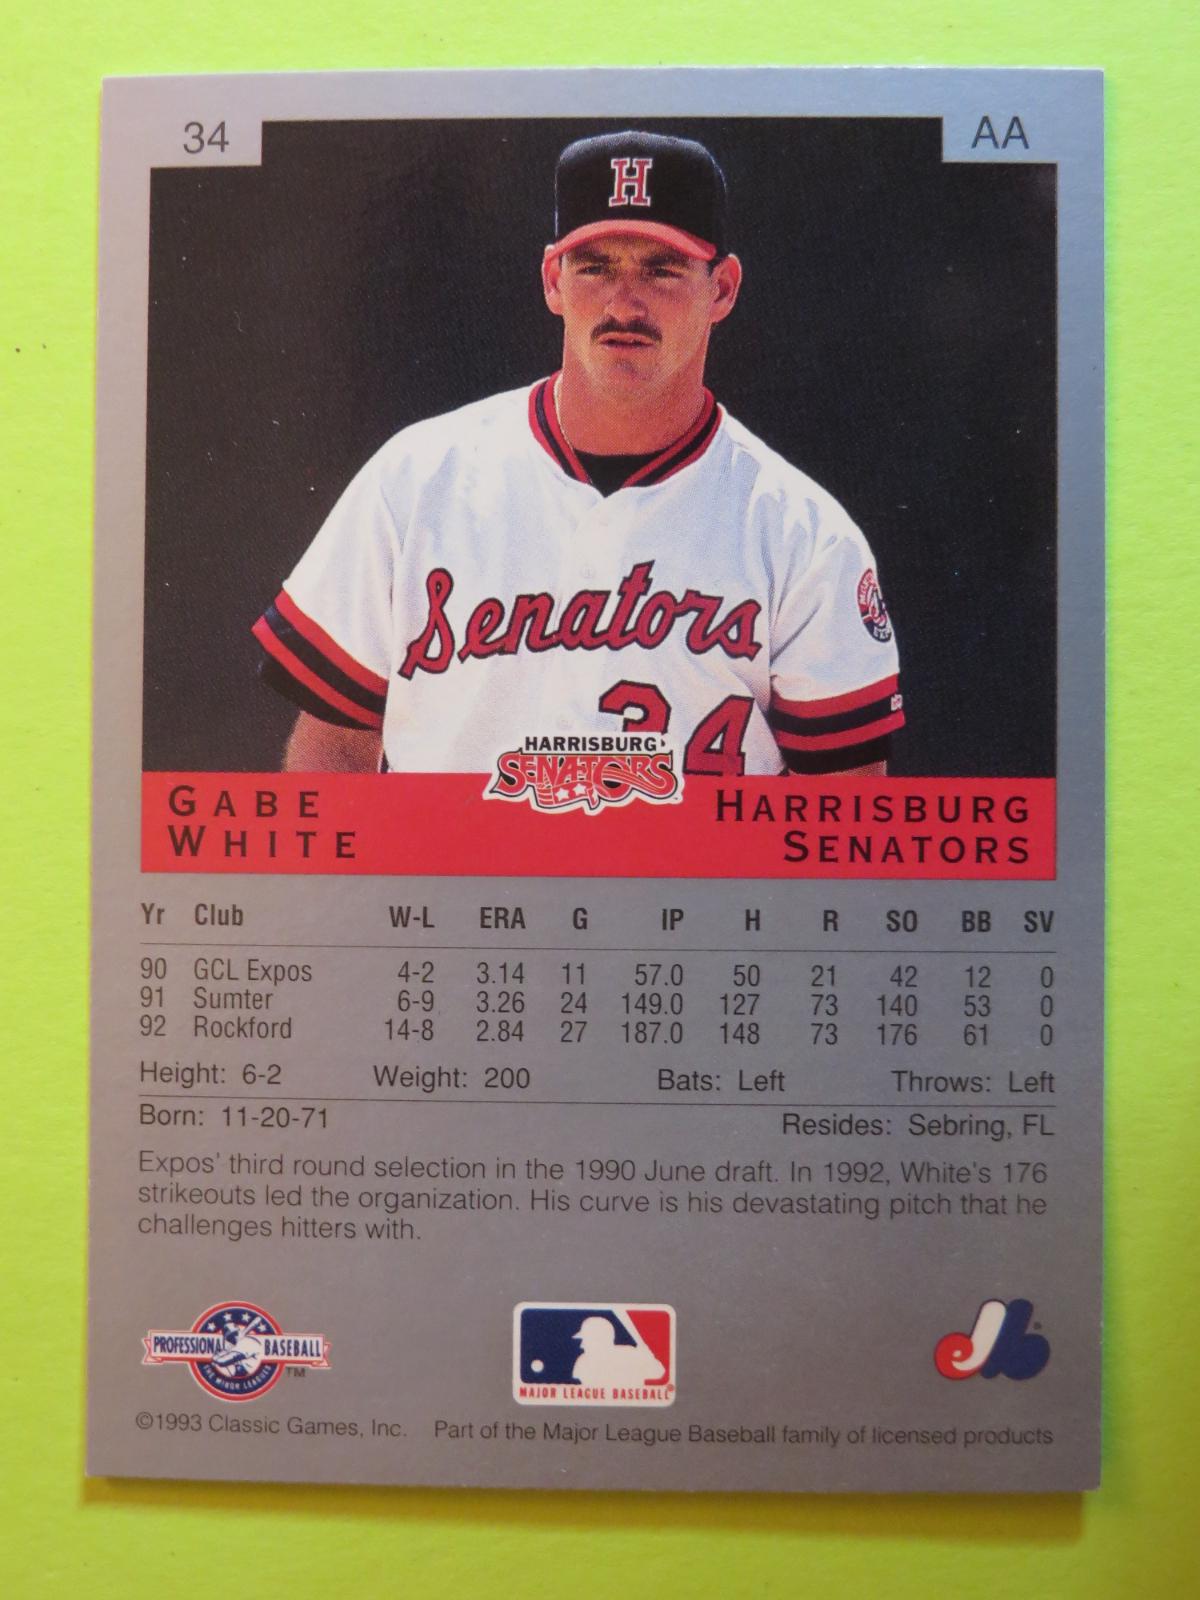 34
AA
H
Senators
34
HARRISBURG
SENATORS
GABE
WHITE
HARRISBURG
SENATORS
Yr Club W-L ERA G IP H R SO BB SV
90 GCL Expos 4-2 3.14 11 57.0 50 21 42 12 0
91 Sumter 6-9 3.26 24 149.0 127 73 140 53 0
92 Rockford 14-8 2.84 27 187.0 148 73 176 61 0
Height: 6-2 Weight: 200 Bats: Left Throws: Left
Born: 11-20-71 Resides: Sebring, FL
Expos' third round selection in the 1990 June draft. In 1992, White's 176
strikeouts led the organization. His curve is his devastating pitch that he
challenges hitters with.
PROFESSIONAL BASEBALL
THE MINOR LEAGUES
TM
MAJOR LEAGUE BASEBALL®
©1993 Classic Games, Inc. Part of the Major League Baseball family of licensed products